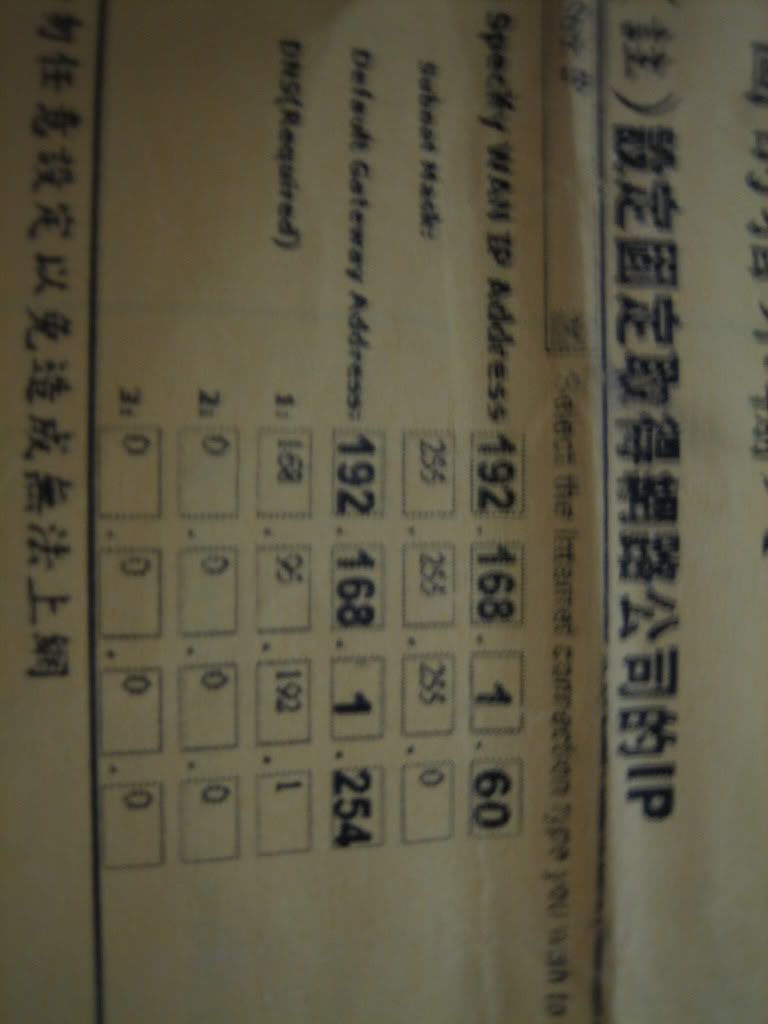 註)設定固定取得網路公司的IP
Select the Internet connection type you wish to
Specify WAN IP Address 192 . 168 . 1 . 60
Subnet Mask: 255 . 255 . 255 . 0
Default Gateway Address: 192 . 168 . 1 . 254
DNS(Required) 1: 168 . 95 . 192 . 1
2: 0 . 0 . 0 . 0
3: 0 . 0 . 0 . 0
任意設定以免造成無法上網